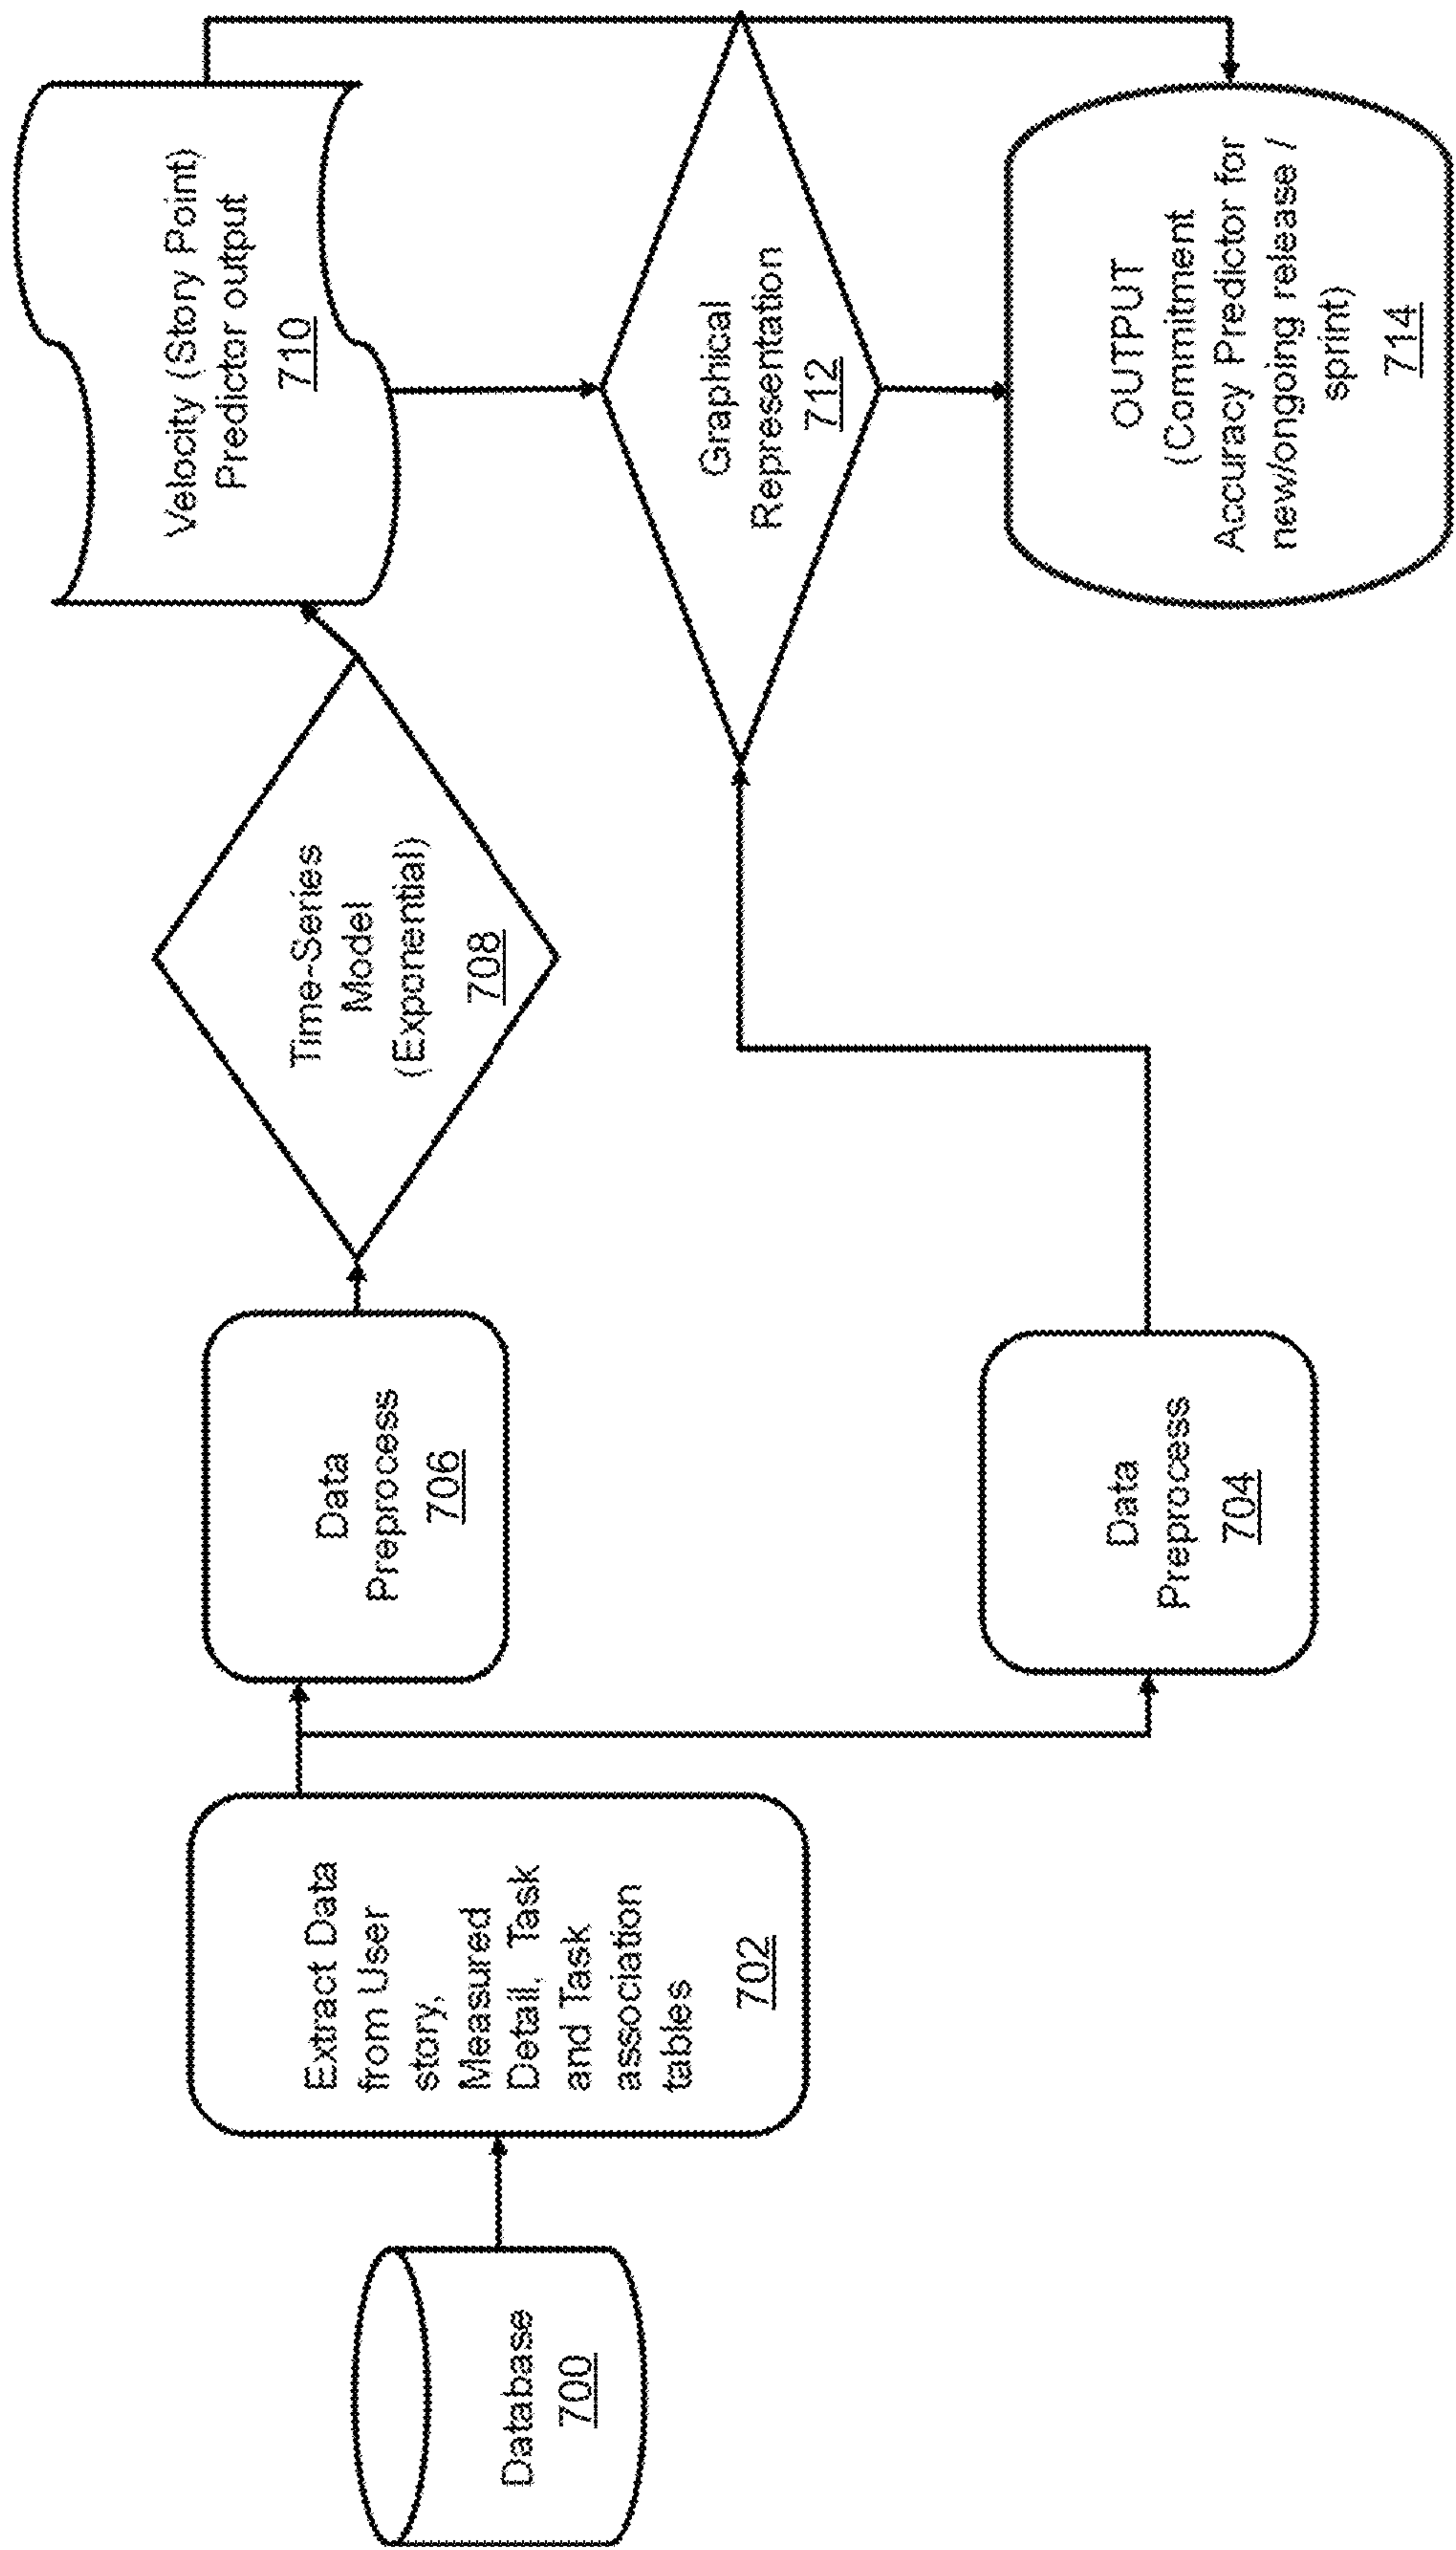 Database
700
Extract Data
from User
story,
Measured
Detail, Task
and Task
association
tables
702
Data
Preprocess
706
Data
Preprocess
704
Time-Series
Model
(Exponential)
708
Velocity (Story Point)
Predictor output
710
Graphical
Representation
712
OUTPUT
(Commitment
Accuracy Predictor for
new/ongoing release /
sprint)
714